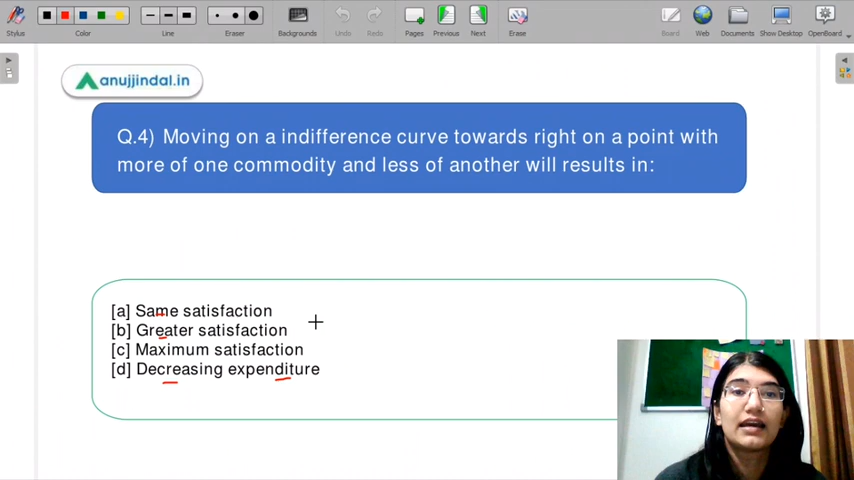 Stylus
Color
Line
Eraser
Backgrounds
Undo
Redo
Pages
Previous
Next
Erase
Board
Web
Documents
Show Desktop
OpenBoard
anujjindal.in
Q.4) Moving on a indifference curve towards right on a point with
more of one commodity and less of another will results in:
[a] Same satisfaction
[b] Greater satisfaction
[c] Maximum satisfaction
[d] Decreasing expenditure